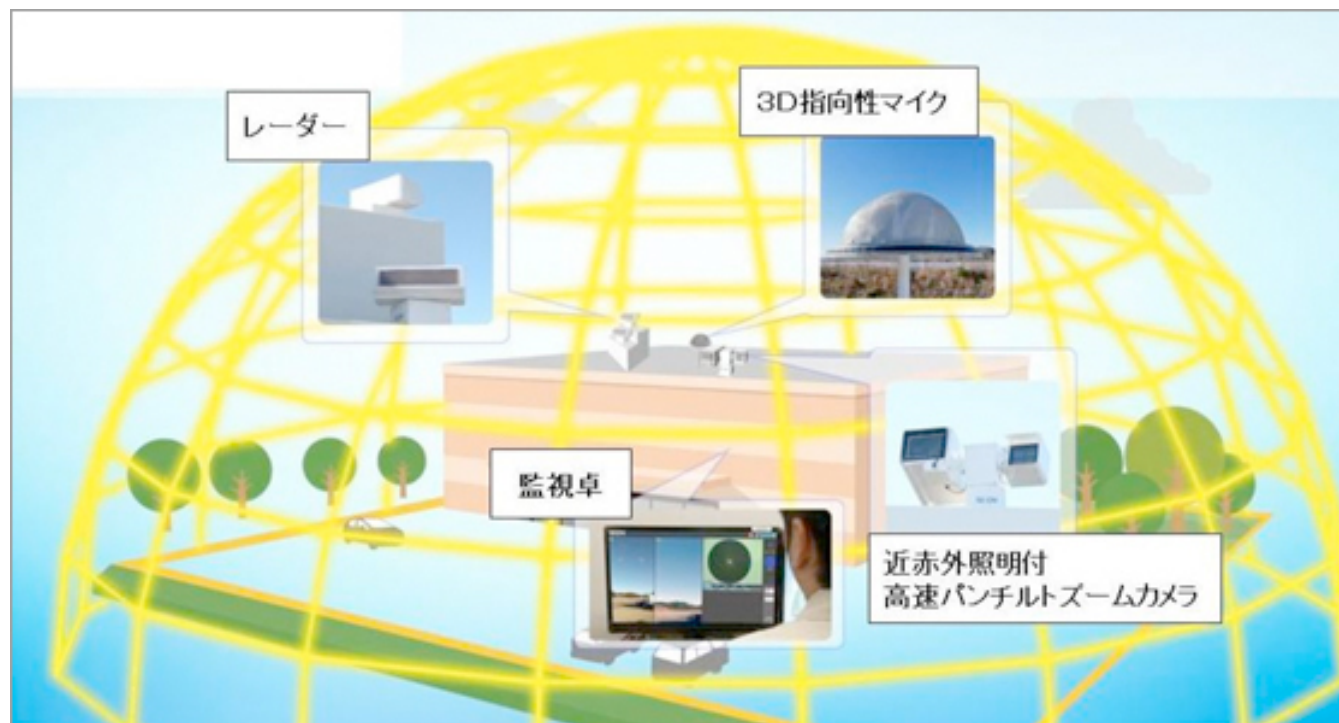 レーダー
3D指向性マイク
監視卓
近赤外照明付
高速パンチルトズームカメラ